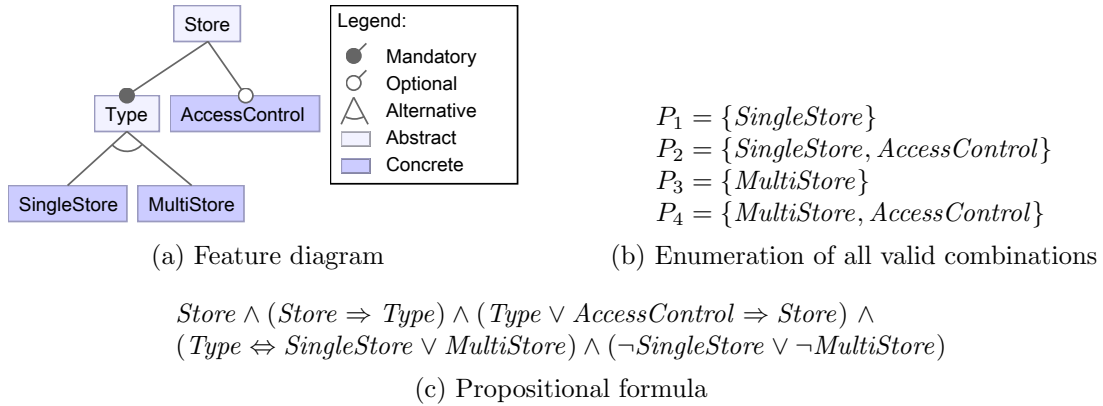 Store
Type
AccessControl
SingleStore
MultiStore
Legend:
Mandatory
Optional
Alternative
Abstract
Concrete
(a) Feature diagram
P₁ = {SingleStore}
P₂ = {SingleStore, AccessControl}
P₃ = {MultiStore}
P₄ = {MultiStore, AccessControl}
(b) Enumeration of all valid combinations
Store ∧ (Store ⇒ Type) ∧ (Type ∨ AccessControl ⇒ Store) ∧
(Type ⇔ SingleStore ∨ MultiStore) ∧ (¬SingleStore ∨ ¬MultiStore)
(c) Propositional formula